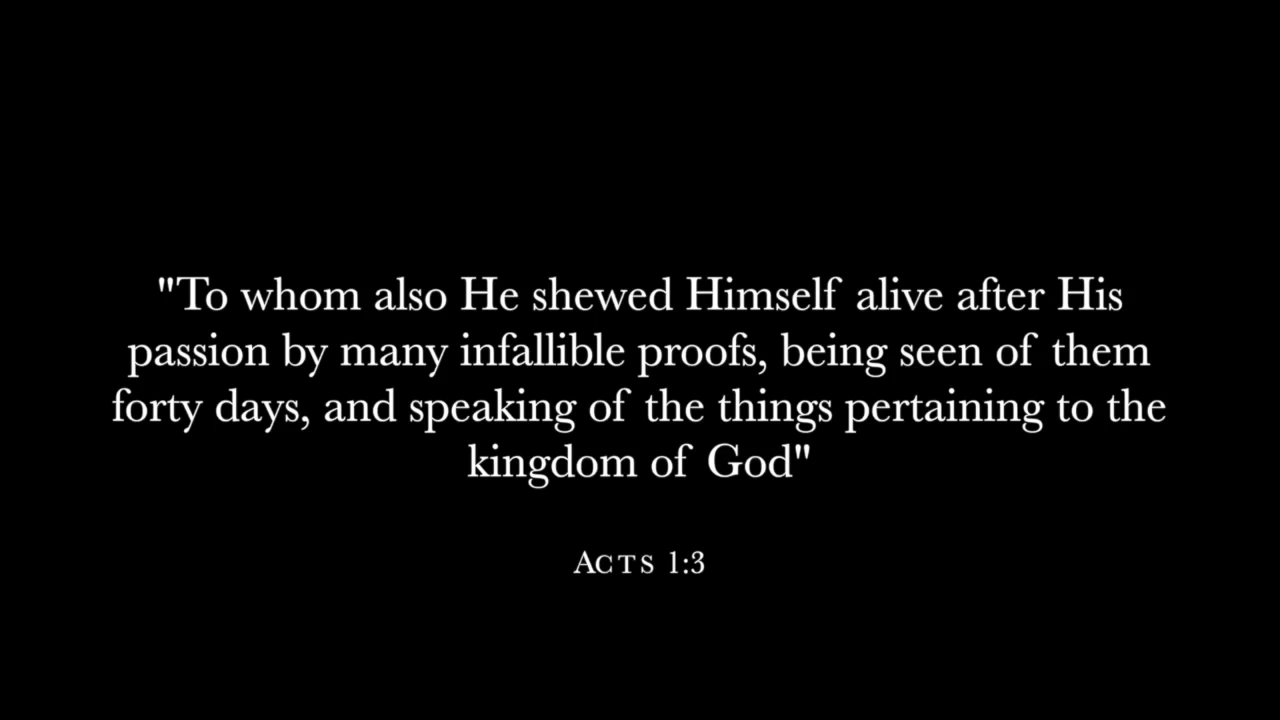 "To whom also He shewed Himself alive after His
passion by many infallible proofs, being seen of them
forty days, and speaking of the things pertaining to the
kingdom of God"
ACTS 1:3